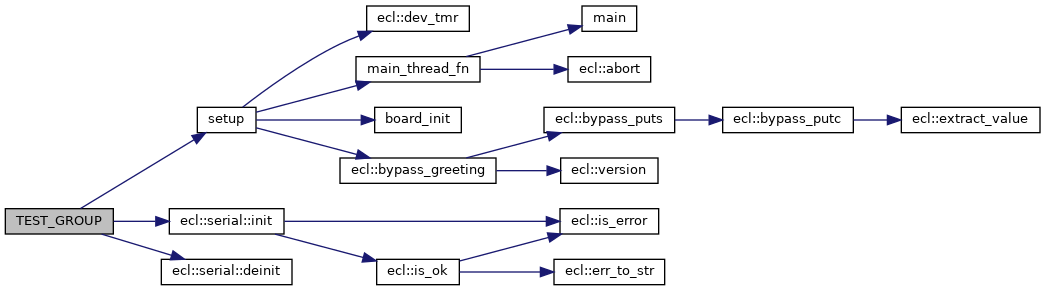 ecl::dev_tmr
main
main_thread_fn
ecl::abort
setup
board_init
ecl::bypass_puts
ecl::bypass_putc
ecl::extract_value
ecl::bypass_greeting
ecl::version
TEST_GROUP
ecl::serial::init
ecl::is_error
ecl::serial::deinit
ecl::is_ok
ecl::err_to_str